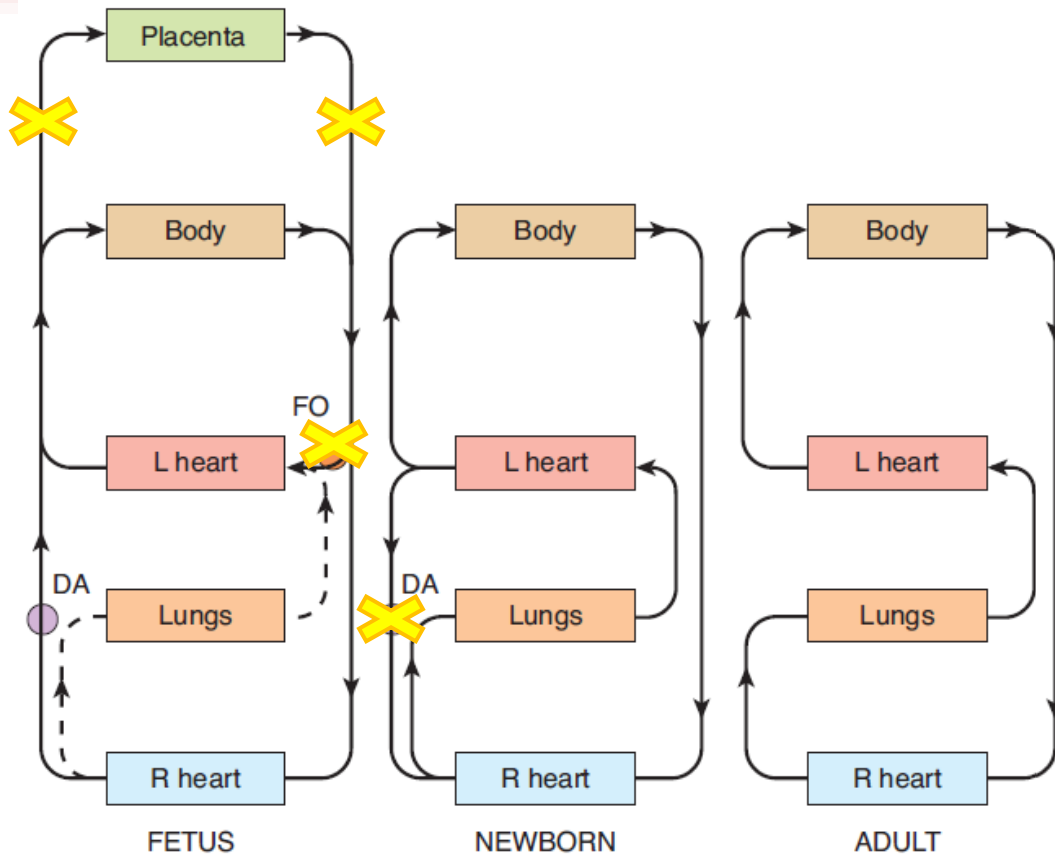 Placenta
Body
FO
L heart
DA
Lungs
R heart
FETUS
Body
L heart
DA
Lungs
R heart
NEWBORN
Body
L heart
Lungs
R heart
ADULT